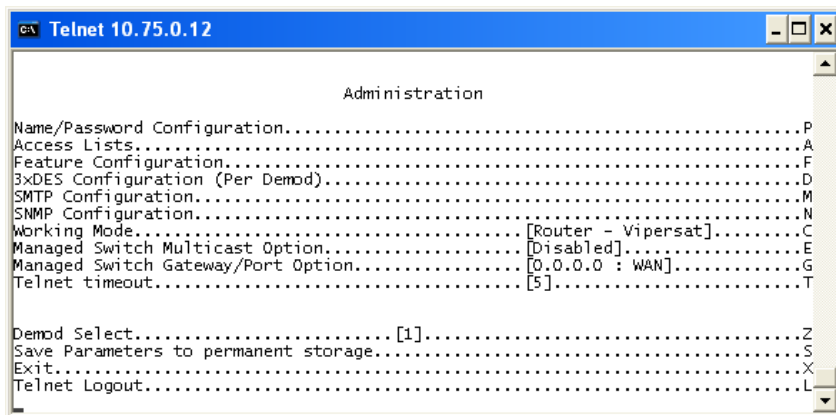 Telnet 10.75.0.12
Administration
Name/Password Configuration....................................................P
Access Lists...................................................................A
Feature Configuration..........................................................F
3xDES Configuration (Per Demod)................................................D
SMTP Configuration.............................................................M
SNMP Configuration.............................................................N
Working Mode.......................................[Router - Vipersat].........C
Managed Switch Multicast Option....................[Disabled]..................E
Managed Switch Gateway/Port Option.................[0.0.0.0 : WAN].............G
Telnet timeout.....................................[5].........................T
Demod Select..........................[1]......................................Z
Save Parameters to permanent storage...........................................S
Exit...........................................................................X
Telnet Logout..................................................................L